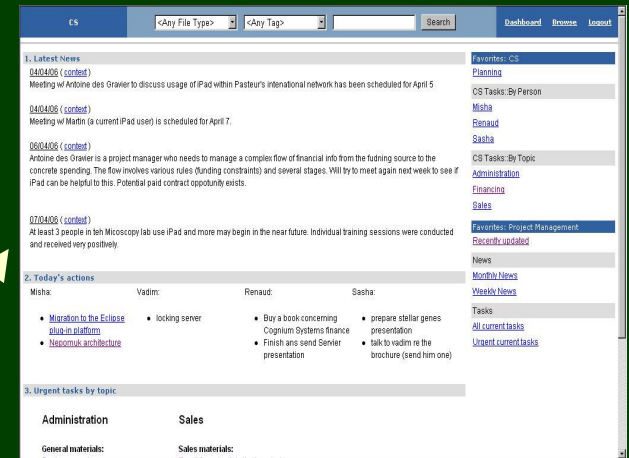 CS
<Any File Type>
<Any Tag>
Search
Dashboard Browse Logout
1. Latest News
04/04/06 ( context )
Meeting w/ Antoine des Gravier to discuss usage of iPad within Pasteur's intenational network has been scheduled for April 5
04/04/06 ( context )
Meeting w/ Martin (a current iPad user) is scheduled for April 7.
06/04/06 ( context )
Antoine des Gravier is a project manager who needs to manage a complex flow of financial info from the fudning source to the
concrete spending. The flow involves various rules (funding constraints) and several stages. Will try to meet again next week to see if
iPad can be helpful to this. Potential paid contract oppotunity exists.
07/04/06 ( context )
At least 3 people in teh Micoscopy lab use iPad and more may begin in the near future. Individual training sessions were conducted
and received very positively.
2. Today's actions
Misha:
Migration to the Eclipse
plug-in platform
Nepomuk architecture
Vadim:
locking server
Renaud:
Buy a book concerning
Cognium Systems finance
Finish ans send Servier
presentation
Sasha:
prepare stellar genes
presentation
talk to vadim re the
brochure (send him one)
3. Urgent tasks by topic
Administration
General materials:
Sales
Sales materials:
Favorites: CS
Planning
CS Tasks::By Person
Misha
Renaud
Sasha
CS Tasks::By Topic
Administration
Financing
Sales
Favorites: Project Management
Recently updated
News
Monthly News
Weekly News
Tasks
All current tasks
Urgent current tasks